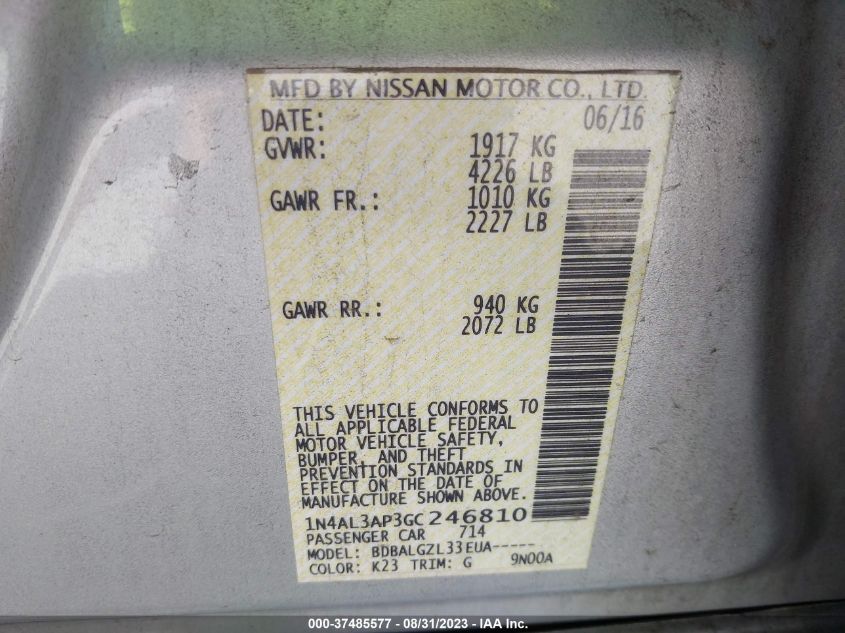 MFD BY NISSAN MOTOR CO., LTD.
DATE: 06/16
GVWR: 1917 KG
4226 LB
GAWR FR.: 1010 KG
2227 LB
GAWR RR.: 940 KG
2072 LB
THIS VEHICLE CONFORMS TO
ALL APPLICABLE FEDERAL
MOTOR VEHICLE SAFETY,
BUMPER, AND THEFT
PREVENTION STANDARDS IN
EFFECT ON THE DATE OF
MANUFACTURE SHOWN ABOVE.
1N4AL3AP3GC246810
PASSENGER CAR 714
MODEL: BDBALGZL33EUA-----
COLOR: K23 TRIM: G 9N00A
000-37485577 - 08/31/2023 - IAA Inc.